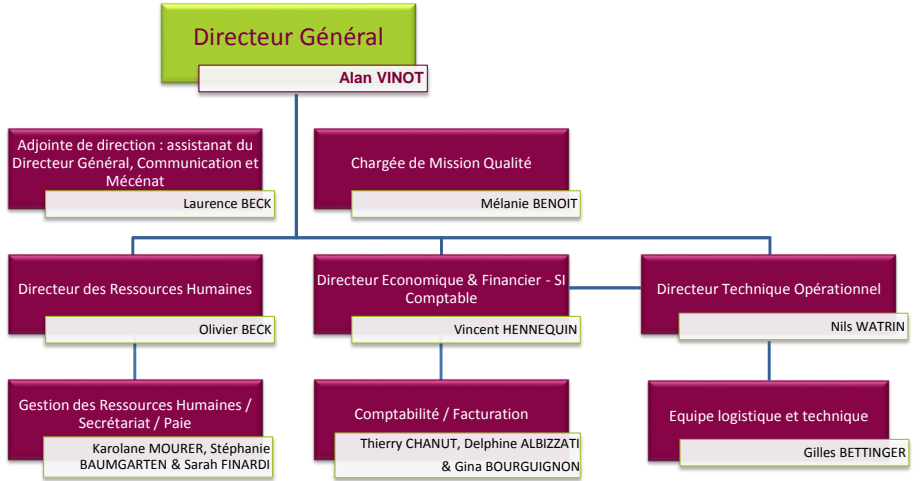 Directeur Général
Alan VINOT
Adjointe de direction : assistanat du
Directeur Général, Communication et
Mécénat
Laurence BECK
Chargée de Mission Qualité
Mélanie BENOIT
Directeur des Ressources Humaines
Olivier BECK
Directeur Economique & Financier - SI
Comptable
Vincent HENNEQUIN
Directeur Technique Opérationnel
Nils WATRIN
Gestion des Ressources Humaines /
Secrétariat / Paie
Karolane MOURER, Stéphanie
BAUMGARTEN & Sarah FINARDI
Comptabilité / Facturation
Thierry CHANUT, Delphine ALBIZZATI
& Gina BOURGUIGNON
Equipe logistique et technique
Gilles BETTINGER